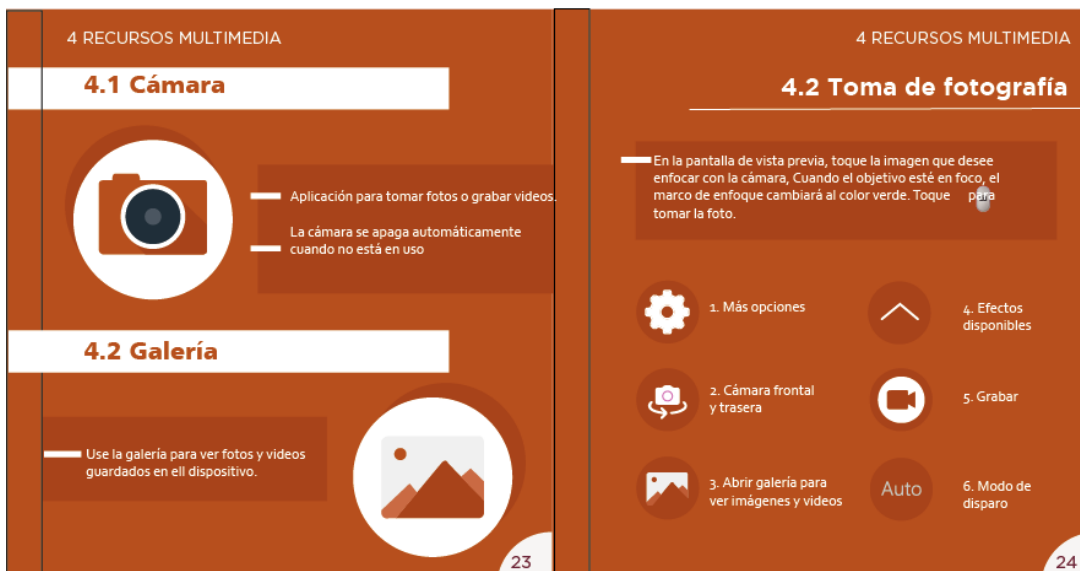 4 RECURSOS MULTIMEDIA
4.1 Cámara
Aplicación para tomar fotos o grabar videos.
La cámara se apaga automáticamente
cuando no está en uso
4.2 Galería
Use la galería para ver fotos y videos
guardados en ell dispositivo.
23
4 RECURSOS MULTIMEDIA
4.2 Toma de fotografía
En la pantalla de vista previa, toque la imagen que desee
enfocar con la cámara, Cuando el objetivo esté en foco, el
marco de enfoque cambiará al color verde. Toque para
tomar la foto.
1. Más opciones
2. Cámara frontal
y trasera
3. Abrir galería para
ver imágenes y videos
4. Efectos
disponibles
5. Grabar
Auto
6. Modo de
disparo
24